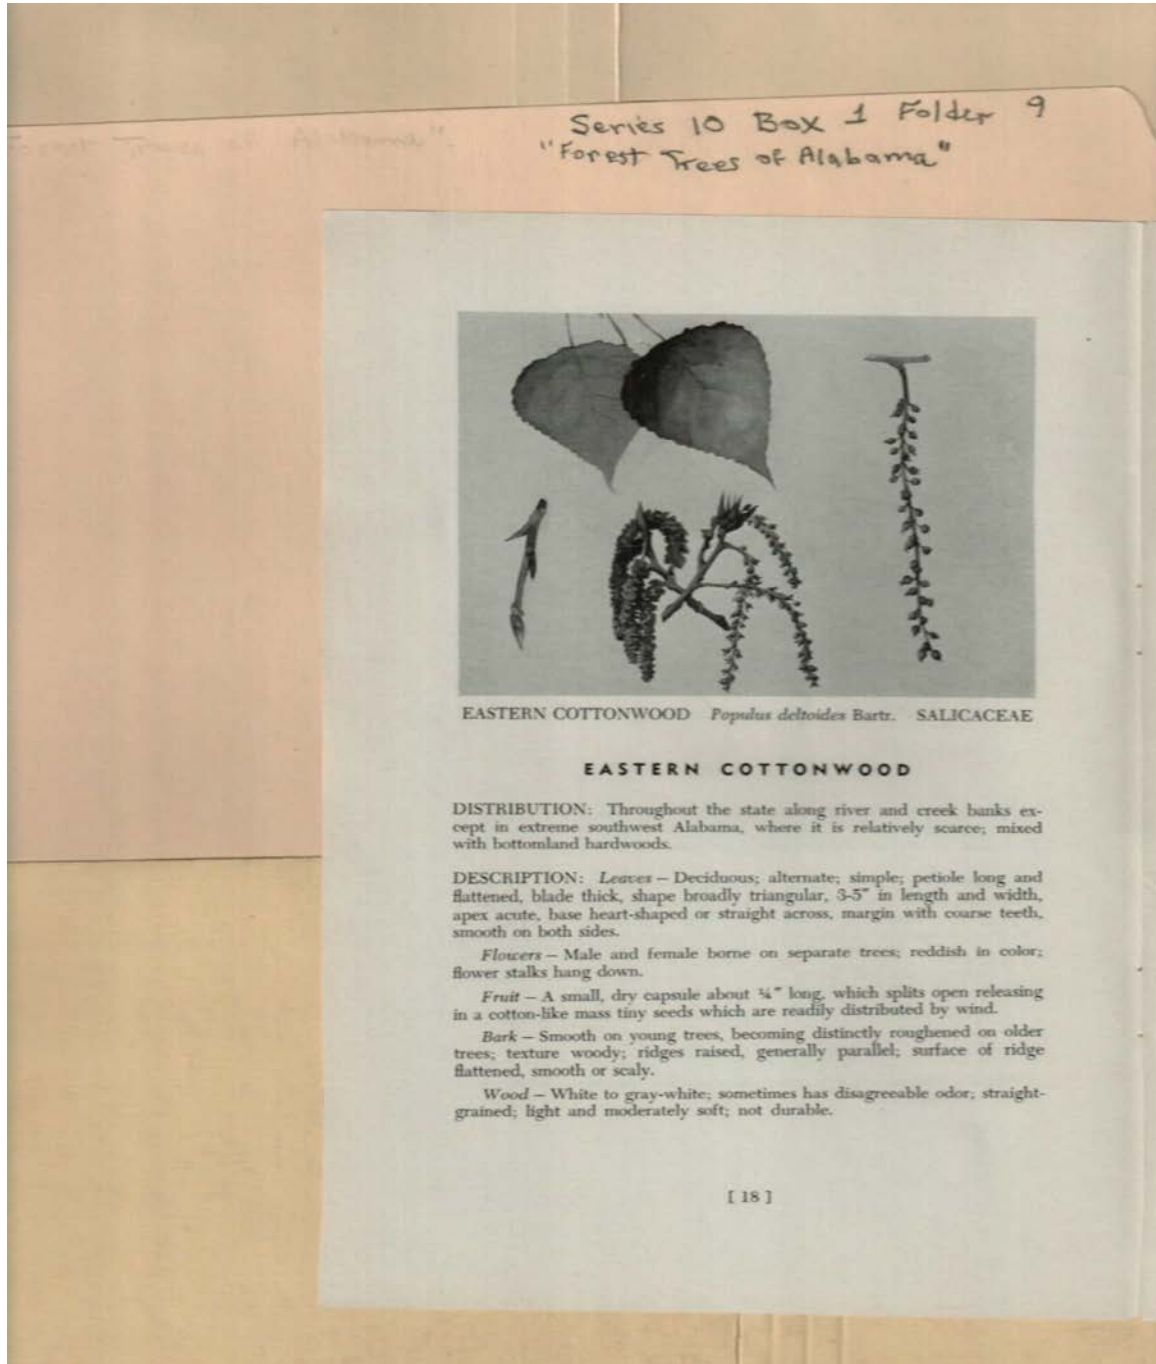 Series 10 Box 1 Folder 9
"Forest Trees of Alabama"
Forest Trees of Alabama".
EASTERN COTTONWOOD Populus deltoides Bartr. SALICACEAE
EASTERN COTTONWOOD
DISTRIBUTION: Throughout the state along river and creek banks ex-
cept in extreme southwest Alabama, where it is relatively scarce; mixed
with bottomland hardwoods.
DESCRIPTION: Leaves — Deciduous; alternate; simple; petiole long and
flattened, blade thick, shape broadly triangular, 3-5" in length and width,
apex acute, base heart-shaped or straight across, margin with coarse teeth,
smooth on both sides.
Flowers — Male and female borne on separate trees; reddish in color;
flower stalks hang down.
Fruit — A small, dry capsule about ¼" long, which splits open releasing
in a cotton-like mass tiny seeds which are readily distributed by wind.
Bark — Smooth on young trees, becoming distinctly roughened on older
trees; texture woody; ridges raised, generally parallel; surface of ridge
flattened, smooth or scaly.
Wood — White to gray-white; sometimes has disagreeable odor; straight-
grained; light and moderately soft; not durable.
[ 18 ]